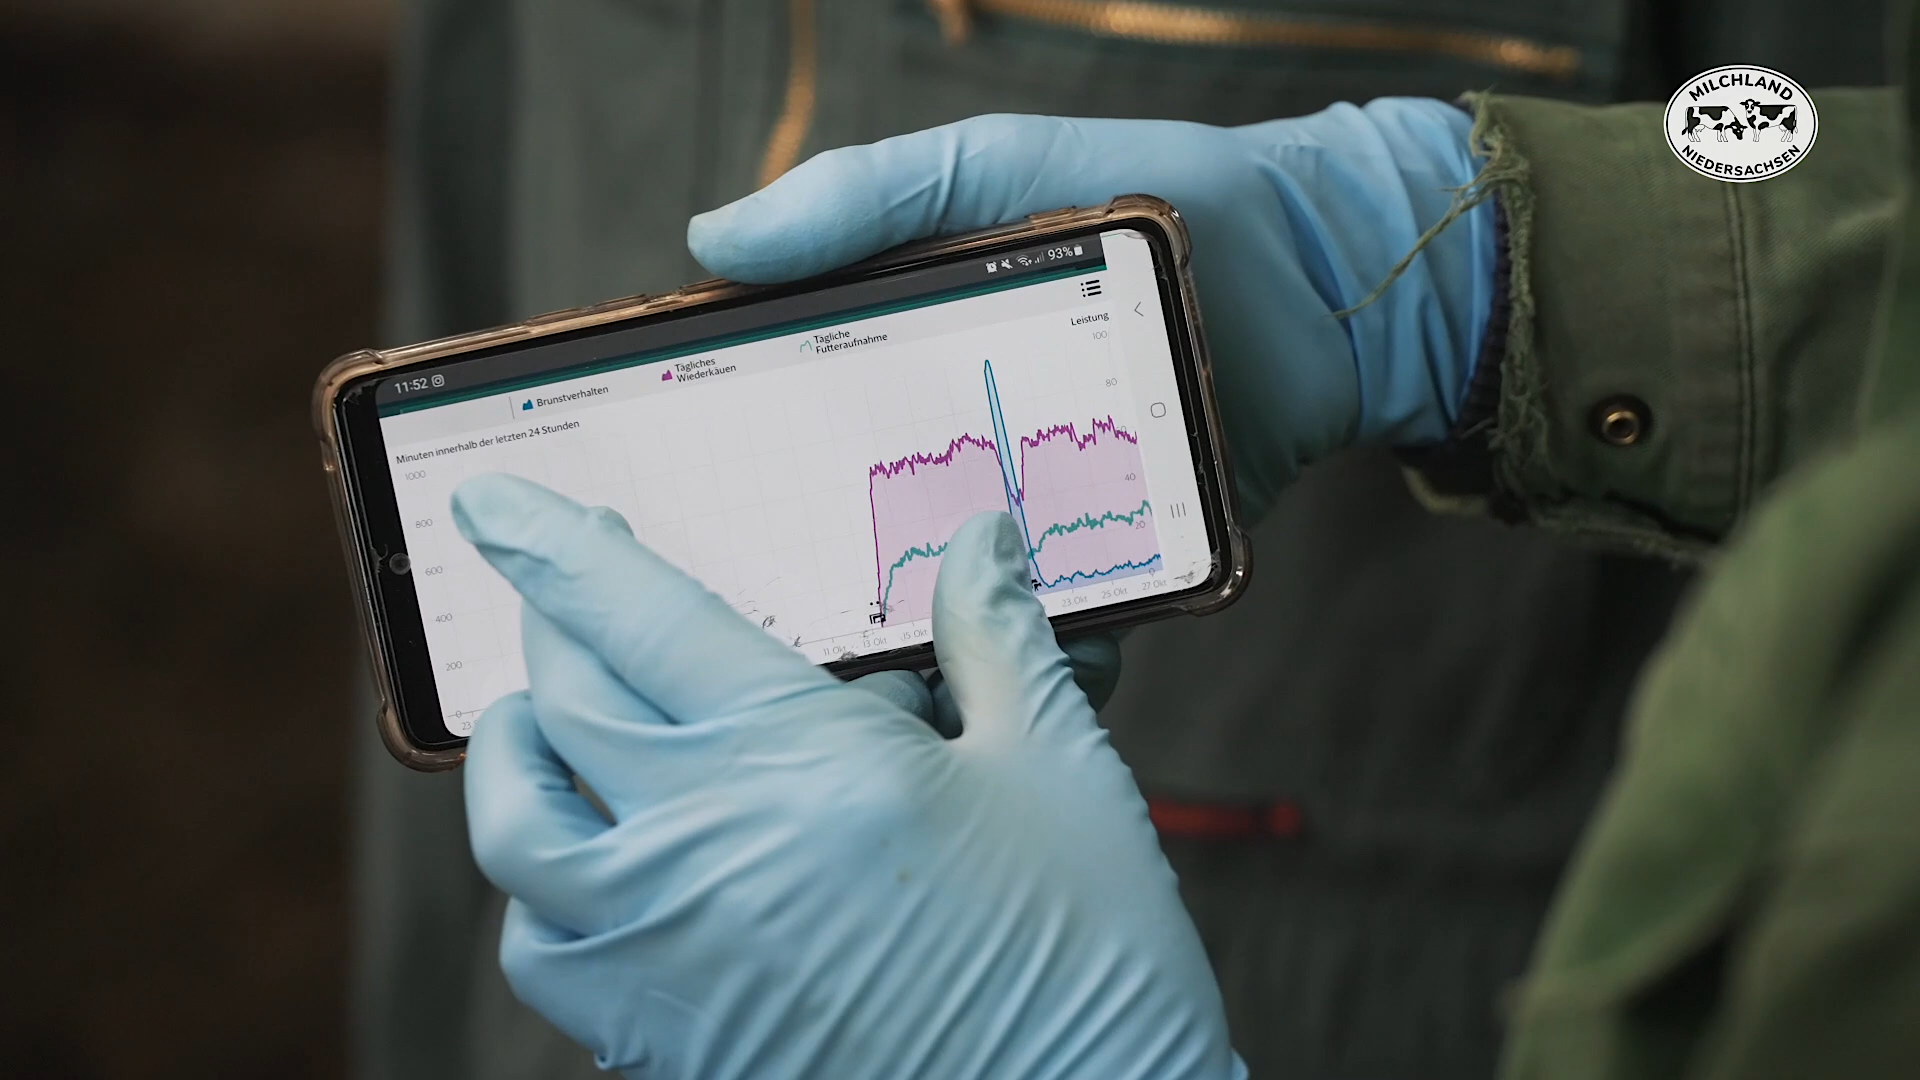 MILCHLAND
NIEDERSACHSEN
11:52
93%
Brunstverhalten
Tägliches
Wiederkäuen
Tägliche
Futteraufnahme
Leistung
Minuten innerhalb der letzten 24 Stunden
1000
800
600
400
200
0
100
80
40
20
0
23
11 Okt
13 Okt
15 Okt
23 Okt
25 Okt
27 Okt